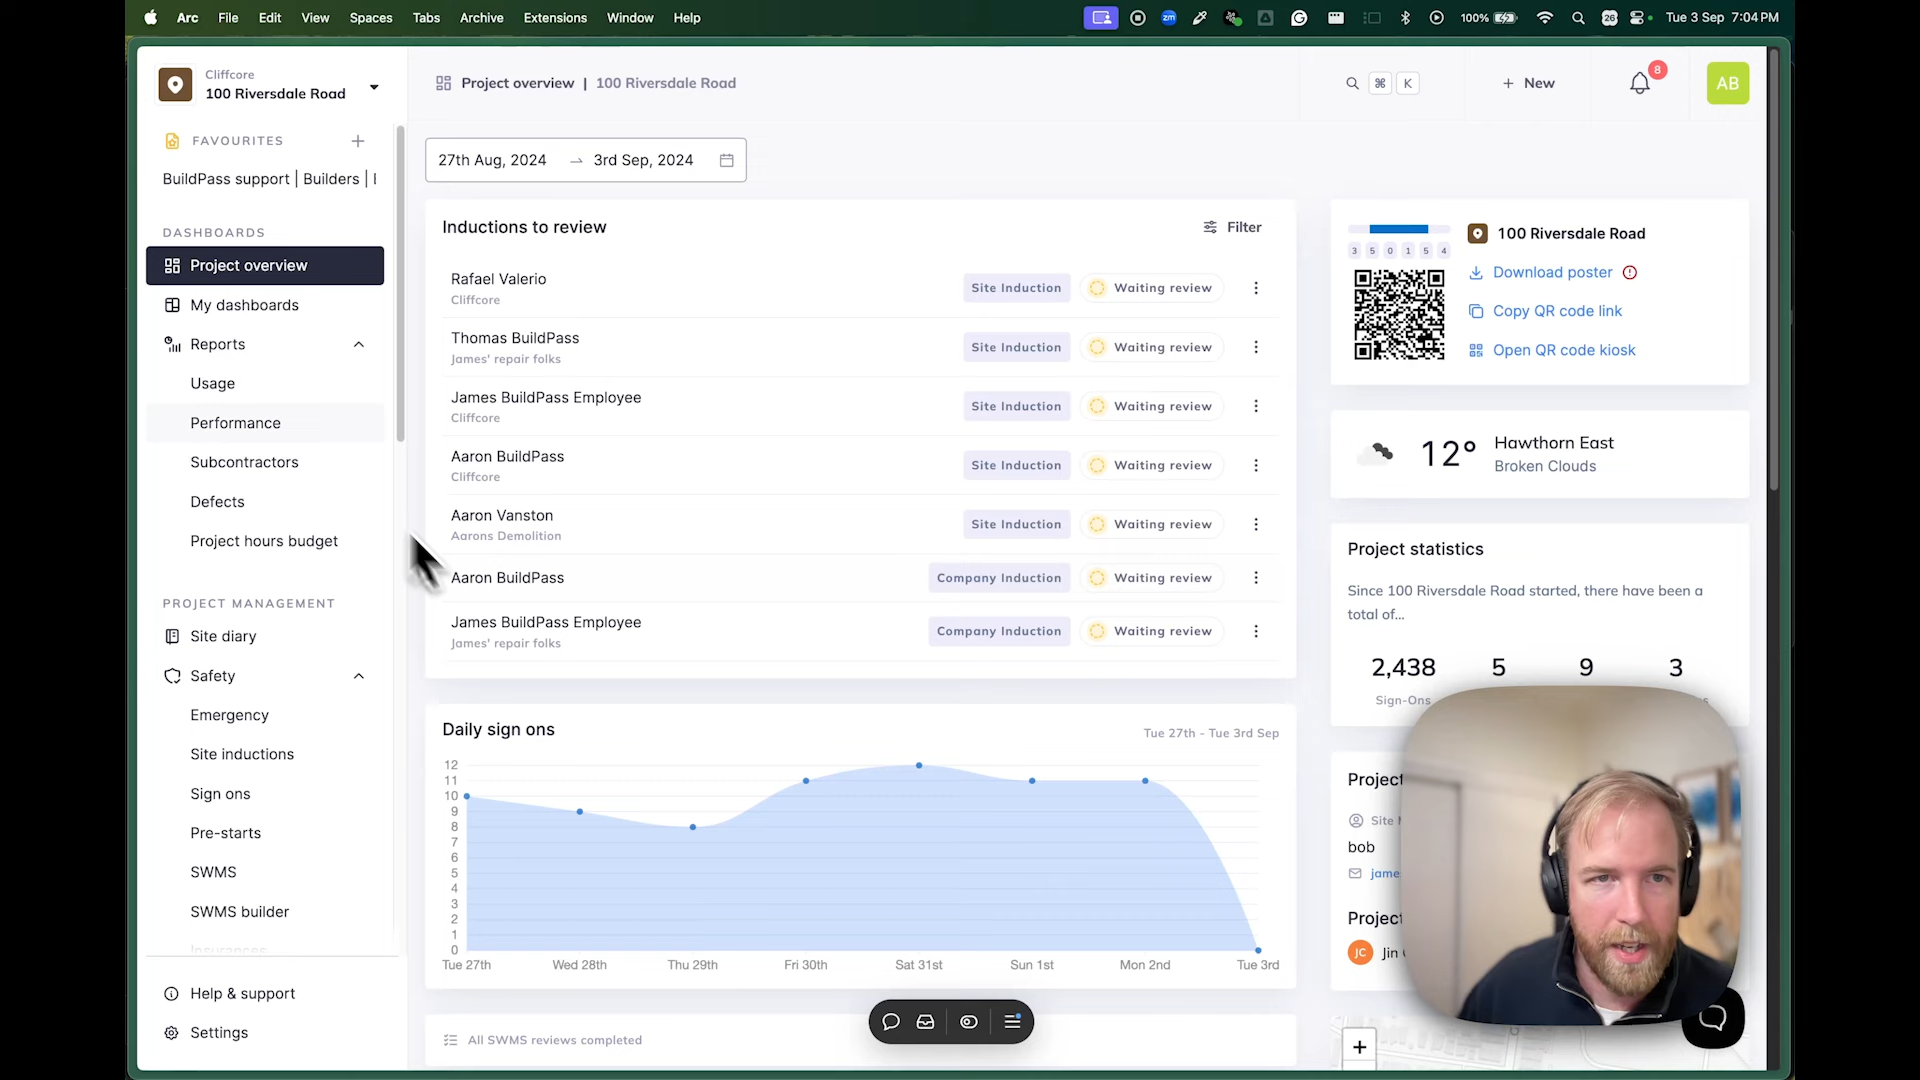 Arc File Edit View Spaces Tabs Archive Extensions Window Help
zm 100% 26 Tue 3 Sep 7:04 PM
Cliffcore
100 Riversdale Road
Project overview | 100 Riversdale Road
⌘ K
+ New
8
AB
FAVOURITES
BuildPass support | Builders |
DASHBOARDS
Project overview
My dashboards
Reports
Usage
Performance
Subcontractors
Defects
Project hours budget
PROJECT MANAGEMENT
Site diary
Safety
Emergency
Site inductions
Sign ons
Pre-starts
SWMS
SWMS builder
Insurances
Help & support
Settings
27th Aug, 2024 → 3rd Sep, 2024
Inductions to review
Filter
Rafael Valerio
Cliffcore
Site Induction Waiting review
Thomas BuildPass
James' repair folks
Site Induction Waiting review
James BuildPass Employee
Cliffcore
Site Induction Waiting review
Aaron BuildPass
Cliffcore
Site Induction Waiting review
Aaron Vanston
Aarons Demolition
Site Induction Waiting review
Aaron BuildPass
Company Induction Waiting review
James BuildPass Employee
James' repair folks
Company Induction Waiting review
Daily sign ons
Tue 27th - Tue 3rd Sep
12
11
10
9
8
7
6
5
4
3
2
1
0
Tue 27th Wed 28th Thu 29th Fri 30th Sat 31st Sun 1st Mon 2nd Tue 3rd
All SWMS reviews completed
3 5 0 1 5 4
100 Riversdale Road
Download poster
Copy QR code link
Open QR code kiosk
12°
Hawthorn East
Broken Clouds
Project statistics
Since 100 Riversdale Road started, there have been a
total of...
2,438 5 9 3
Sign-Ons
Project
Site
bob
jame
Project
JC Jin
+